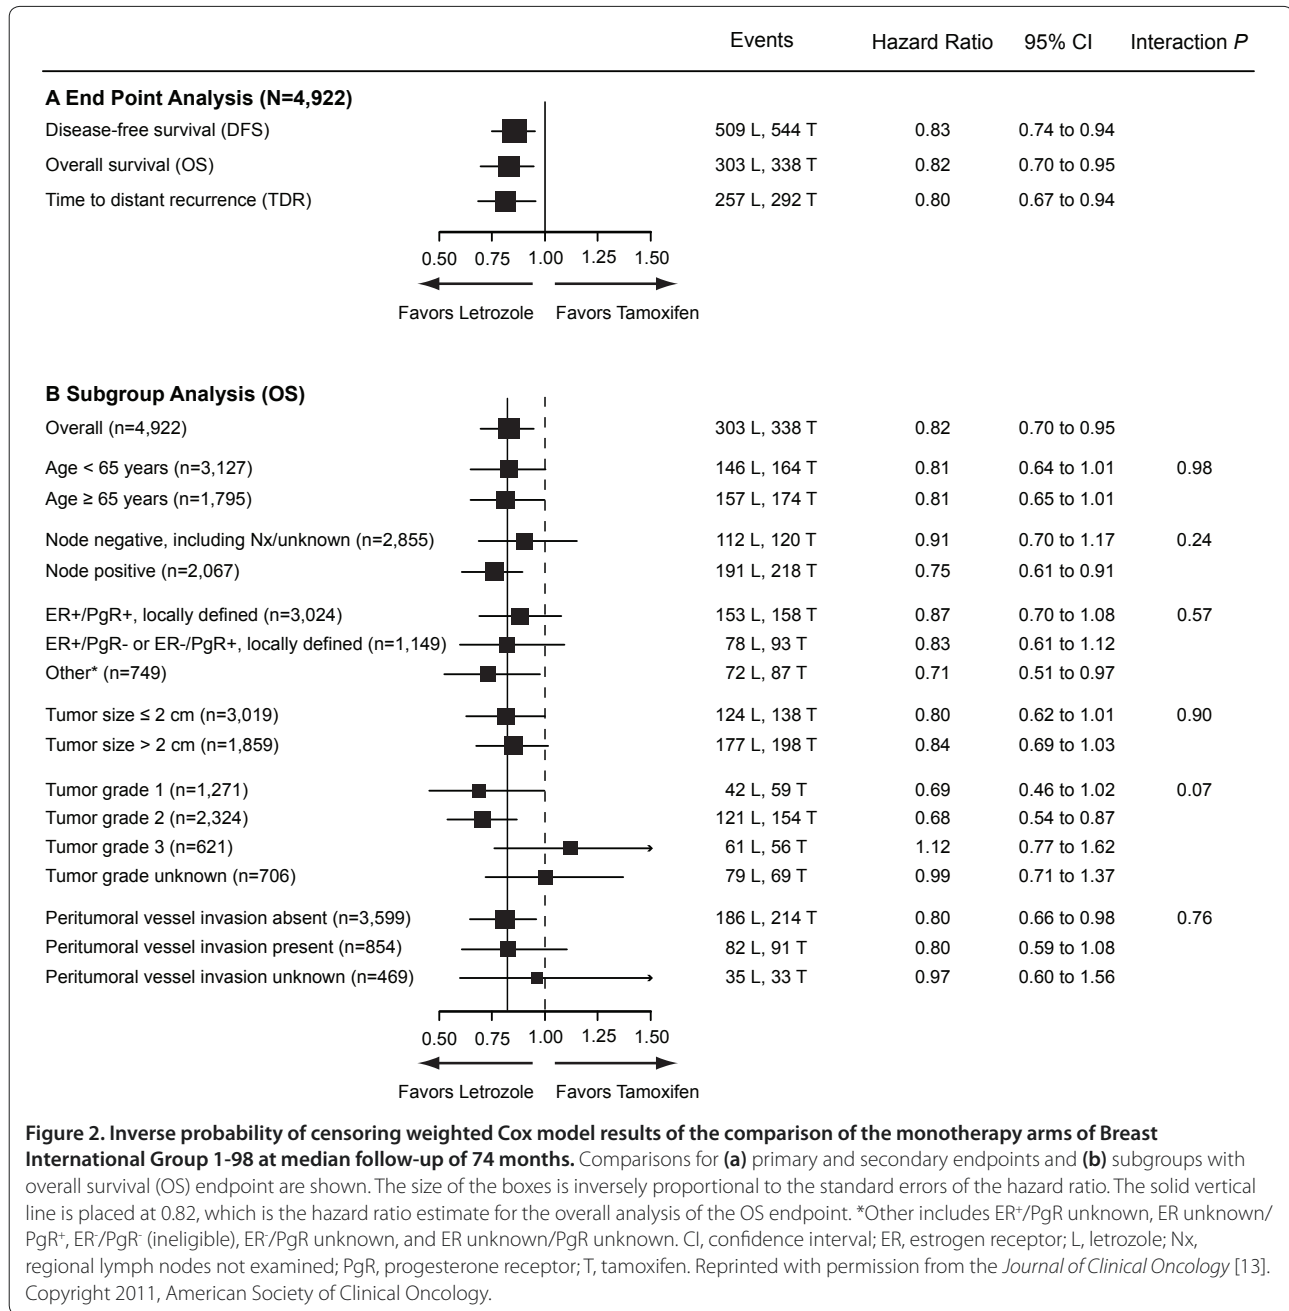 Events Hazard Ratio 95% CI Interaction P
A End Point Analysis (N=4,922)
Disease-free survival (DFS) 509 L, 544 T 0.83 0.74 to 0.94
Overall survival (OS) 303 L, 338 T 0.82 0.70 to 0.95
Time to distant recurrence (TDR) 257 L, 292 T 0.80 0.67 to 0.94
0.50 0.75 1.00 1.25 1.50
Favors Letrozole Favors Tamoxifen
B Subgroup Analysis (OS)
Overall (n=4,922) 303 L, 338 T 0.82 0.70 to 0.95
Age < 65 years (n=3,127) 146 L, 164 T 0.81 0.64 to 1.01 0.98
Age ≥ 65 years (n=1,795) 157 L, 174 T 0.81 0.65 to 1.01
Node negative, including Nx/unknown (n=2,855) 112 L, 120 T 0.91 0.70 to 1.17 0.24
Node positive (n=2,067) 191 L, 218 T 0.75 0.61 to 0.91
ER+/PgR+, locally defined (n=3,024) 153 L, 158 T 0.87 0.70 to 1.08 0.57
ER+/PgR- or ER-/PgR+, locally defined (n=1,149) 78 L, 93 T 0.83 0.61 to 1.12
Other* (n=749) 72 L, 87 T 0.71 0.51 to 0.97
Tumor size ≤ 2 cm (n=3,019) 124 L, 138 T 0.80 0.62 to 1.01 0.90
Tumor size > 2 cm (n=1,859) 177 L, 198 T 0.84 0.69 to 1.03
Tumor grade 1 (n=1,271) 42 L, 59 T 0.69 0.46 to 1.02 0.07
Tumor grade 2 (n=2,324) 121 L, 154 T 0.68 0.54 to 0.87
Tumor grade 3 (n=621) 61 L, 56 T 1.12 0.77 to 1.62
Tumor grade unknown (n=706) 79 L, 69 T 0.99 0.71 to 1.37
Peritumoral vessel invasion absent (n=3,599) 186 L, 214 T 0.80 0.66 to 0.98 0.76
Peritumoral vessel invasion present (n=854) 82 L, 91 T 0.80 0.59 to 1.08
Peritumoral vessel invasion unknown (n=469) 35 L, 33 T 0.97 0.60 to 1.56
0.50 0.75 1.00 1.25 1.50
Favors Letrozole Favors Tamoxifen
Figure 2. Inverse probability of censoring weighted Cox model results of the comparison of the monotherapy arms of Breast
International Group 1-98 at median follow-up of 74 months. Comparisons for (a) primary and secondary endpoints and (b) subgroups with
overall survival (OS) endpoint are shown. The size of the boxes is inversely proportional to the standard errors of the hazard ratio. The solid vertical
line is placed at 0.82, which is the hazard ratio estimate for the overall analysis of the OS endpoint. *Other includes ER⁺/PgR unknown, ER unknown/
PgR⁺, ER⁻/PgR⁻ (ineligible), ER⁻/PgR unknown, and ER unknown/PgR unknown. CI, confidence interval; ER, estrogen receptor; L, letrozole; Nx,
regional lymph nodes not examined; PgR, progesterone receptor; T, tamoxifen. Reprinted with permission from the Journal of Clinical Oncology [13].
Copyright 2011, American Society of Clinical Oncology.